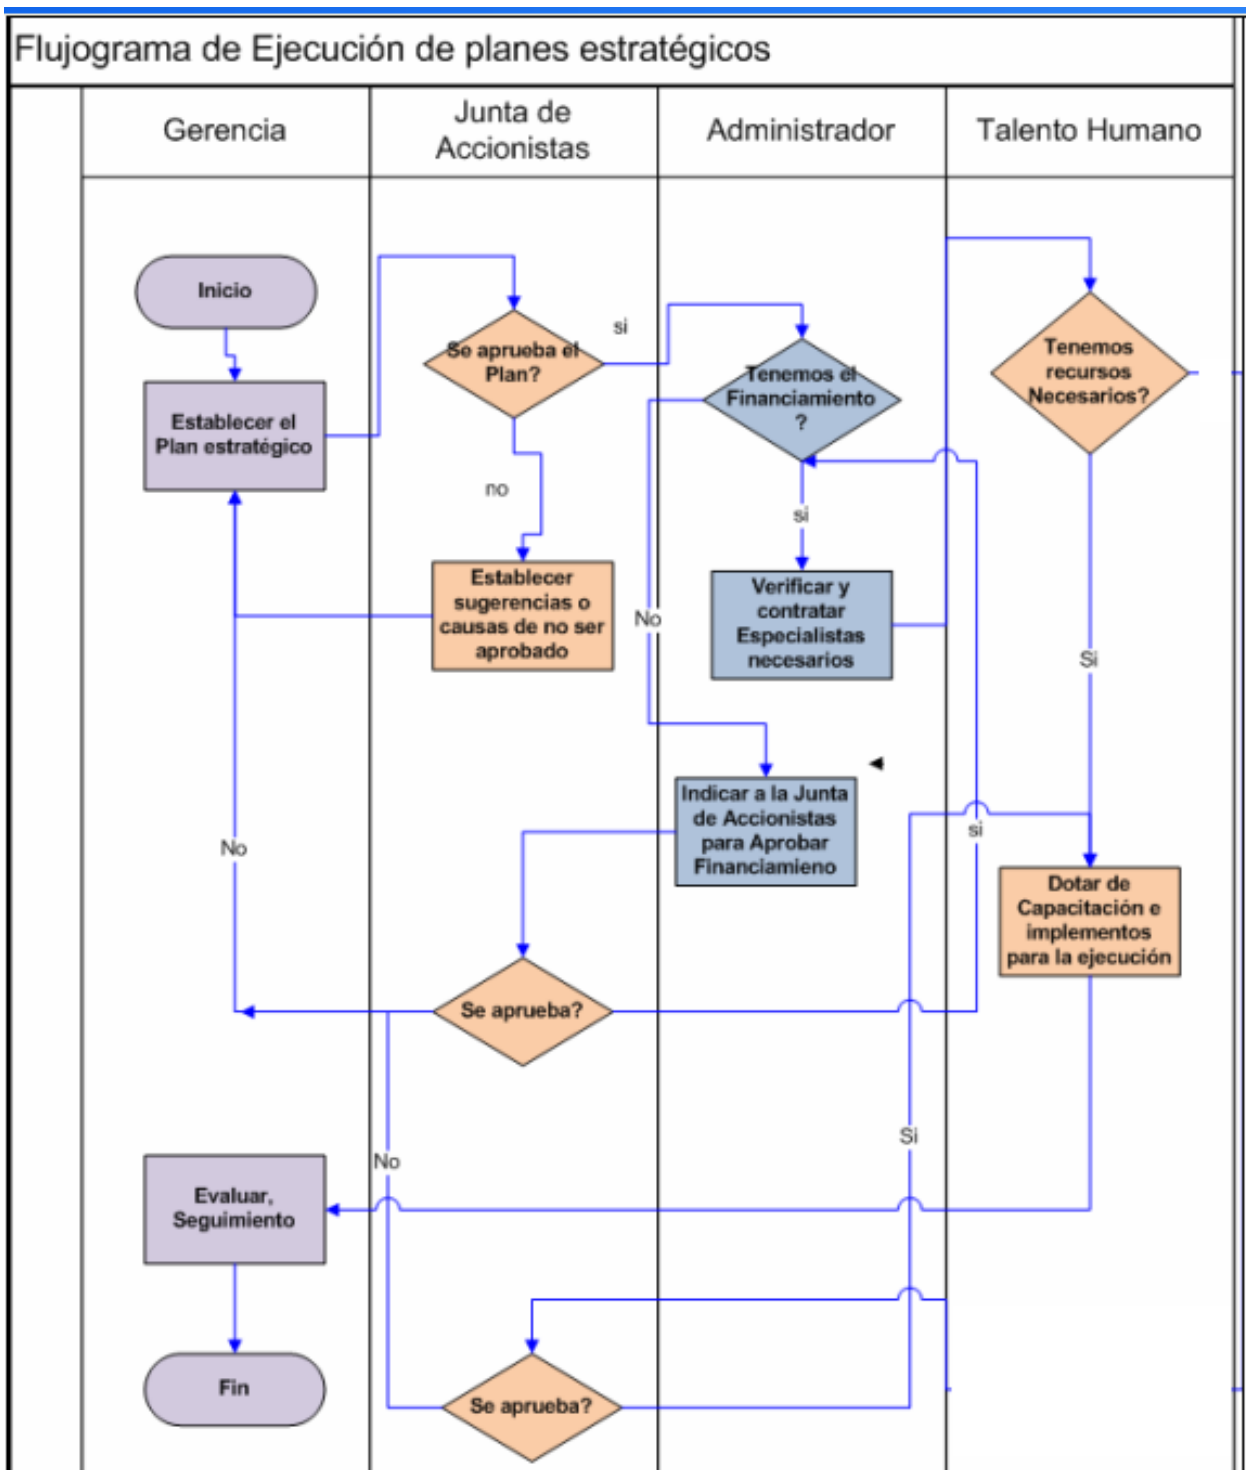 Flujograma de Ejecución de planes estratégicos
Gerencia
Junta de
Accionistas
Administrador
Talento Humano
Inicio
Establecer el
Plan estratégico
Se aprueba el
Plan?
si
no
Establecer
sugerencias o
causas de no ser
aprobado
Tenemos el
Financiamiento
?
si
No
Verificar y
contratar
Especialistas
necesarios
Tenemos
recursos
Necesarios?
Si
Indicar a la Junta
de Accionistas
para Aprobar
Financiamieno
si
No
Dotar de
Capacitación e
implementos
para la ejecución
Se aprueba?
No
Si
Evaluar,
Seguimiento
Fin
Se aprueba?